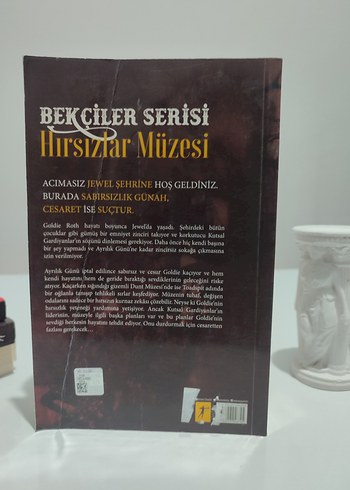 BEKÇİLER SERİSİ
Hırsızlar Müzesi
ACIMASIZ JEWEL ŞEHRİNE HOŞ GELDİNİZ.
BURADA SABIRSIZLIK GÜNAH,
CESARET İSE SUÇTUR.
Goldie Roth hayatı boyunca Jewel'da yaşadı. Şehirdeki bütün
çocuklar gibi gümüş bir emniyet zinciri takıyor ve korkutucu Kutsal
Gardiyanlar'ın sözünü dinlemesi gerekiyor. Daha önce hiç kendi başına
bir şey yapmadı ve Ayrılık Günü'ne kadar zincirsiz sokağa çıkmasına
izin verilmiyor.
Ayrılık Günü iptal edilince sabırsız ve cesur Goldie kaçıyor ve hem
kendi hayatını hem de geride bıraktığı sevdiklerinin geleceğini riske
atıyor. Kaçarken sığındığı gizemli Dunt Müzesi'nde ise Toadspit adında
bir oğlanla tanışıp tehlikeli sırlar keşfediyor. Müzenin tuhaf, değişen
odalarını sadece bir hırsızın kurnaz zekâsı çözebilir. Neyse ki Goldie'nin
hırsızlık yeteneği yardımına yetişiyor. Ancak Kutsal Gardiyanlar'ın
liderinin, müzeyle ilgili başka planları var ve bu planlar Goldie'nin
sevdiği herkesin hayatını tehdit ediyor. Onu durdurmak için cesaretten
fazlası gerekecek...